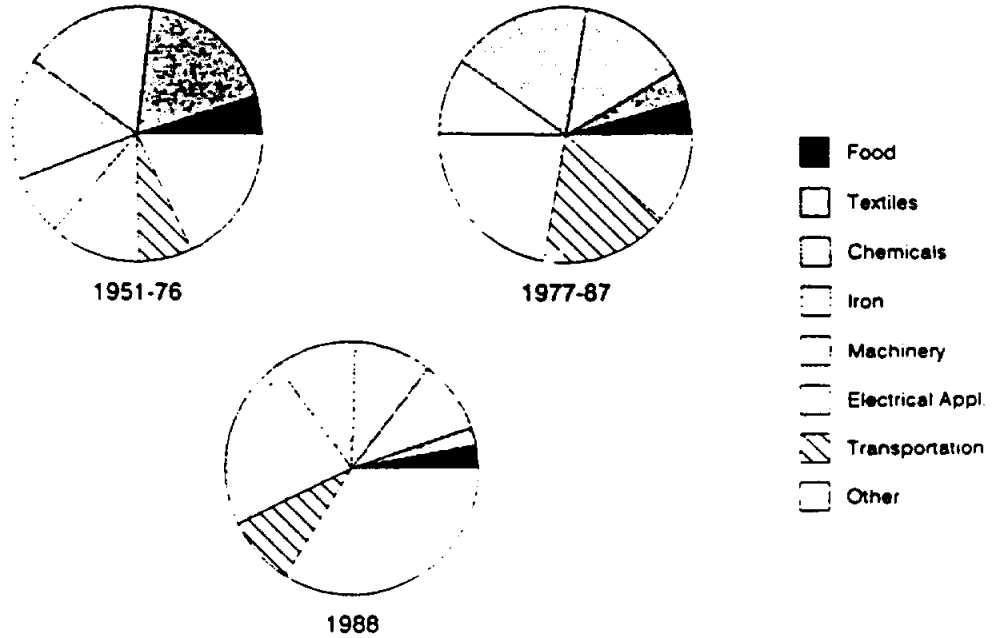 1951-76
1977-87
1988
Food
Textiles
Chemicals
Iron
Machinery
Electrical Appl.
Transportation
Other